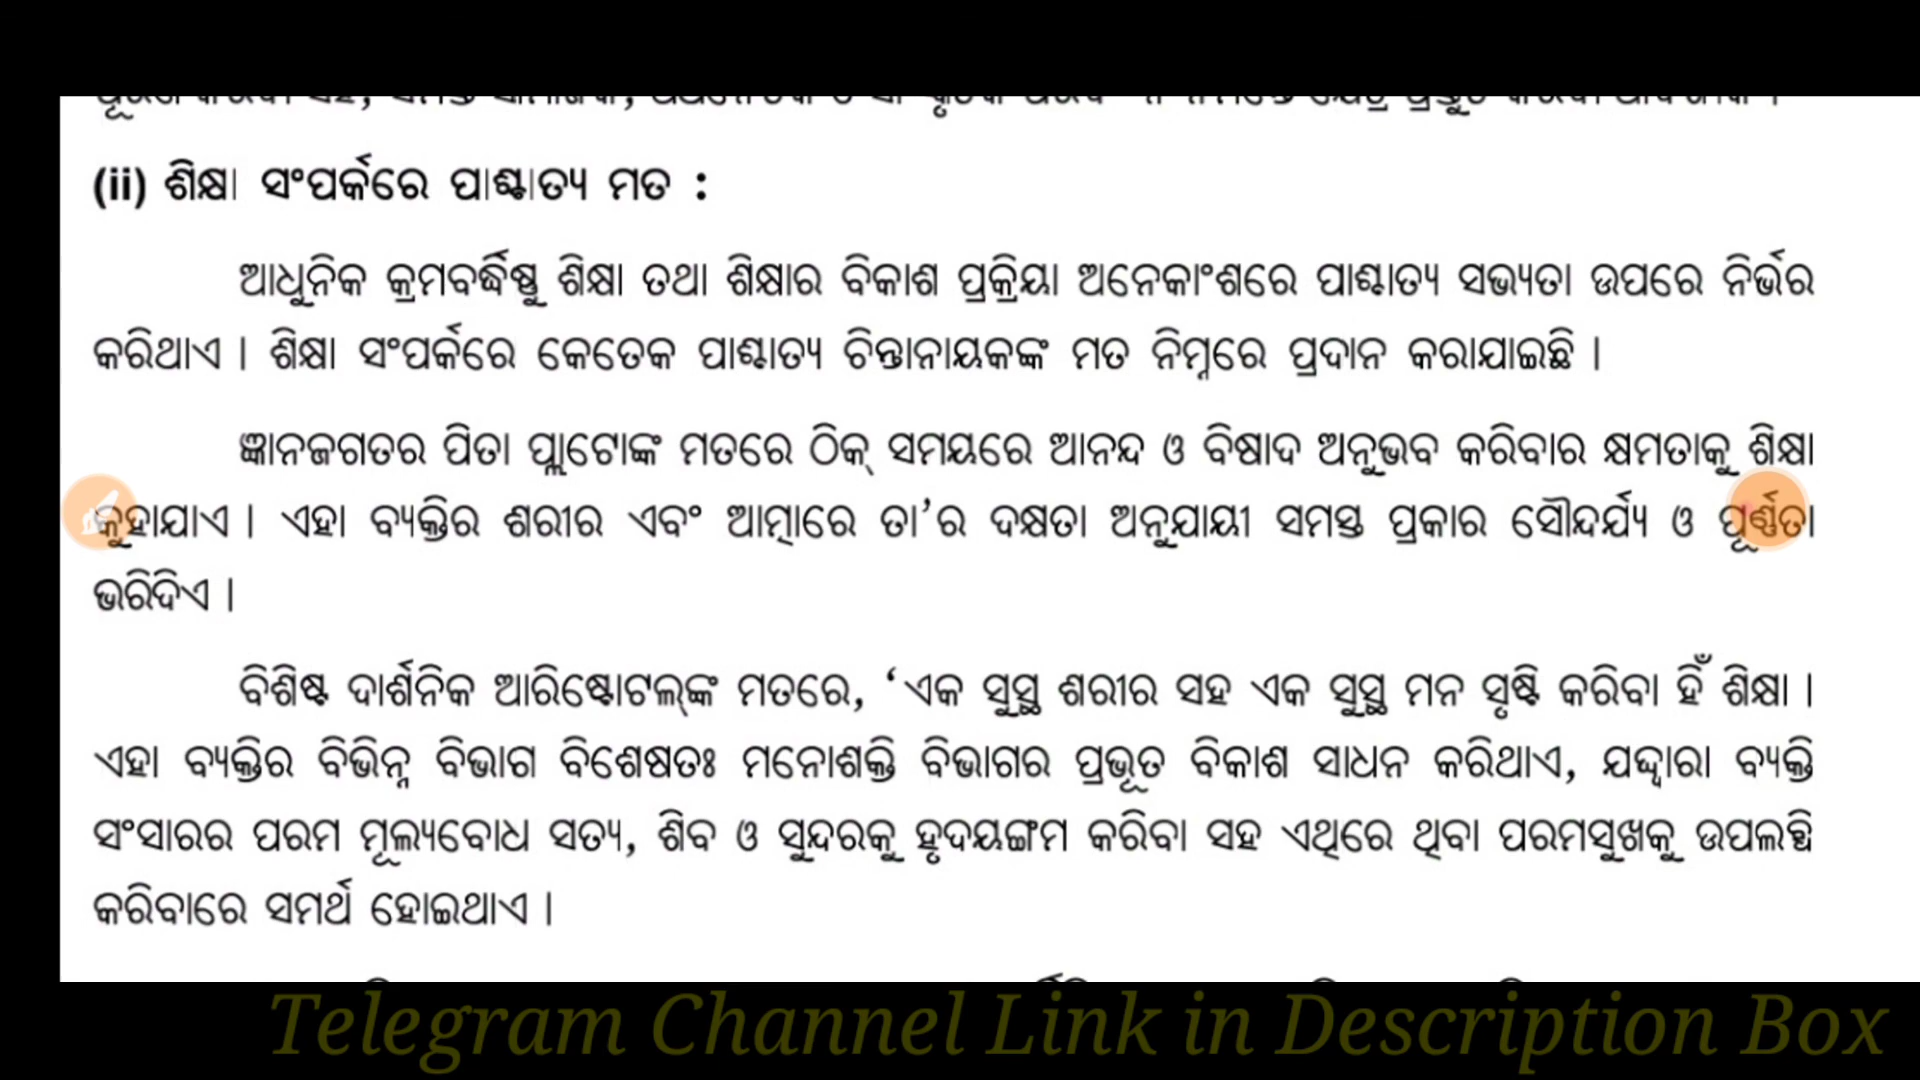 (ii) ଶିକ୍ଷା ସଂପର୍କରେ ପାଶ୍ଚାତ୍ୟ ମତ :
ଆଧୁନିକ କ୍ରମବର୍ଦ୍ଧିଷ୍ଣୁ ଶିକ୍ଷା ତଥା ଶିକ୍ଷାର ବିକାଶ ପ୍ରକ୍ରିୟା ଅନେକାଂଶରେ ପାଶ୍ଚାତ୍ୟ ସଭ୍ୟତା ଉପରେ ନିର୍ଭର
କରିଥାଏ । ଶିକ୍ଷା ସଂପର୍କରେ କେତେକ ପାଶ୍ଚାତ୍ୟ ଚିନ୍ତାନାୟକଙ୍କ ମତ ନିମ୍ନରେ ପ୍ରଦାନ କରାଯାଇଛି ।
ଜ୍ଞାନଜଗତର ପିତା ପ୍ଲାଟୋଙ୍କ ମତରେ ଠିକ୍ ସମୟରେ ଆନନ୍ଦ ଓ ବିଷାଦ ଅନୁଭବ କରିବାର କ୍ଷମତାକୁ ଶିକ୍ଷା
କୁହାଯାଏ । ଏହା ବ୍ୟକ୍ତିର ଶରୀର ଏବଂ ଆତ୍ମାରେ ତା’ର ଦକ୍ଷତା ଅନୁଯାୟୀ ସମସ୍ତ ପ୍ରକାର ସୌନ୍ଦର୍ଯ୍ୟ ଓ ପୂର୍ଣ୍ଣତା
ଭରିଦିଏ ।
ବିଶିଷ୍ଟ ଦାର୍ଶନିକ ଆରିଷ୍ଟୋଟଲ୍‌ଙ୍କ ମତରେ, ‘ଏକ ସୁସ୍ଥ ଶରୀର ସହ ଏକ ସୁସ୍ଥ ମନ ସୃଷ୍ଟି କରିବା ହିଁ ଶିକ୍ଷା ।
ଏହା ବ୍ୟକ୍ତିର ବିଭିନ୍ନ ବିଭାଗ ବିଶେଷତଃ ମନୋଶକ୍ତି ବିଭାଗର ପ୍ରଭୂତ ବିକାଶ ସାଧନ କରିଥାଏ, ଯଦ୍ଦ୍ୱାରା ବ୍ୟକ୍ତି
ସଂସାରର ପରମ ମୂଲ୍ୟବୋଧ ସତ୍ୟ, ଶିବ ଓ ସୁନ୍ଦରକୁ ହୃଦୟଙ୍ଗମ କରିବା ସହ ଏଥିରେ ଥିବା ପରମସୁଖକୁ ଉପଲବ୍ଧି
କରିବାରେ ସମର୍ଥ ହୋଇଥାଏ ।
Telegram Channel Link in Description Box